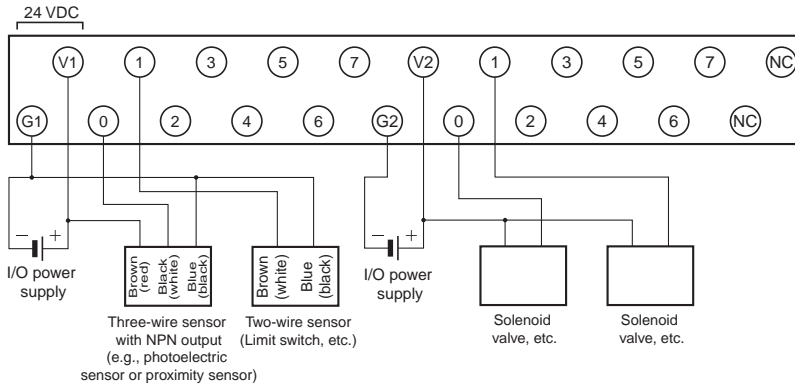 24 VDC
V1 1 3 5 7 V2 1 3 5 7 NC
G1 0 2 4 6 G2 0 2 4 6 NC
− +
I/O power
supply
Brown
(red)
Black
(white)
Blue
(black)
Three-wire sensor
with NPN output
(e.g., photoelectric
sensor or proximity sensor)
Brown
(white)
Blue
(black)
Two-wire sensor
(Limit switch, etc.)
− +
I/O power
supply
Solenoid
valve, etc.
Solenoid
valve, etc.